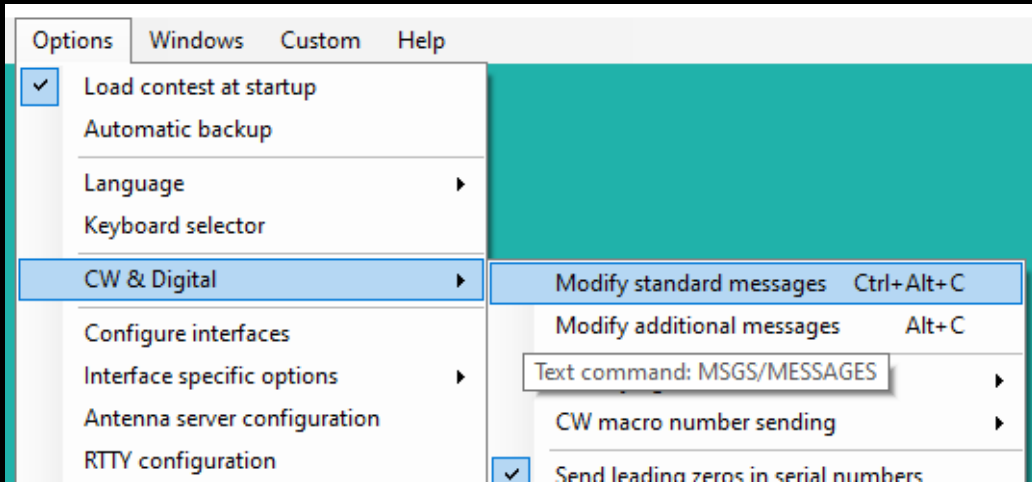 Options Windows Custom Help
Load contest at startup
Automatic backup
Language
Keyboard selector
CW & Digital
Configure interfaces
Interface specific options
Antenna server configuration
RTTY configuration
Modify standard messages Ctrl+Alt+C
Modify additional messages Alt+C
Text command: MSGS/MESSAGES
CW macro number sending
Send leading zeros in serial numbers